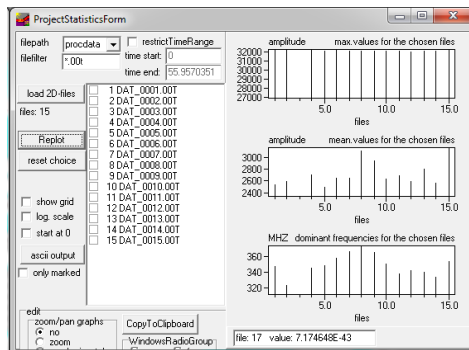 ProjectStatisticsForm
filepath procdata restrictTimeRange
filefilter *.00t time start: 0
time end: 55.9570351
load 2D-files
files: 15
Replot
reset choice
show grid
log. scale
start at 0
ascii output
only marked
1 DAT_0001.00T
2 DAT_0002.00T
3 DAT_0003.00T
4 DAT_0004.00T
5 DAT_0005.00T
6 DAT_0006.00T
7 DAT_0007.00T
8 DAT_0008.00T
9 DAT_0009.00T
10 DAT_0010.00T
11 DAT_0011.00T
12 DAT_0012.00T
13 DAT_0013.00T
14 DAT_0014.00T
15 DAT_0015.00T
edit
zoom/pan graphs
no
zoom
CopyToClipboard
WindowsRadioGroup
amplitude max.values for the chosen files
32000
31000
30000
29000
28000
27000
5.0 10.0 15.0
files
amplitude mean.values for the chosen files
3000
2800
2600
2400
5.0 10.0 15.0
files
MHZ dominant frequencies for the chosen files
360
340
320
5.0 10.0 15.0
files
file: 17 value: 7.174648E-43